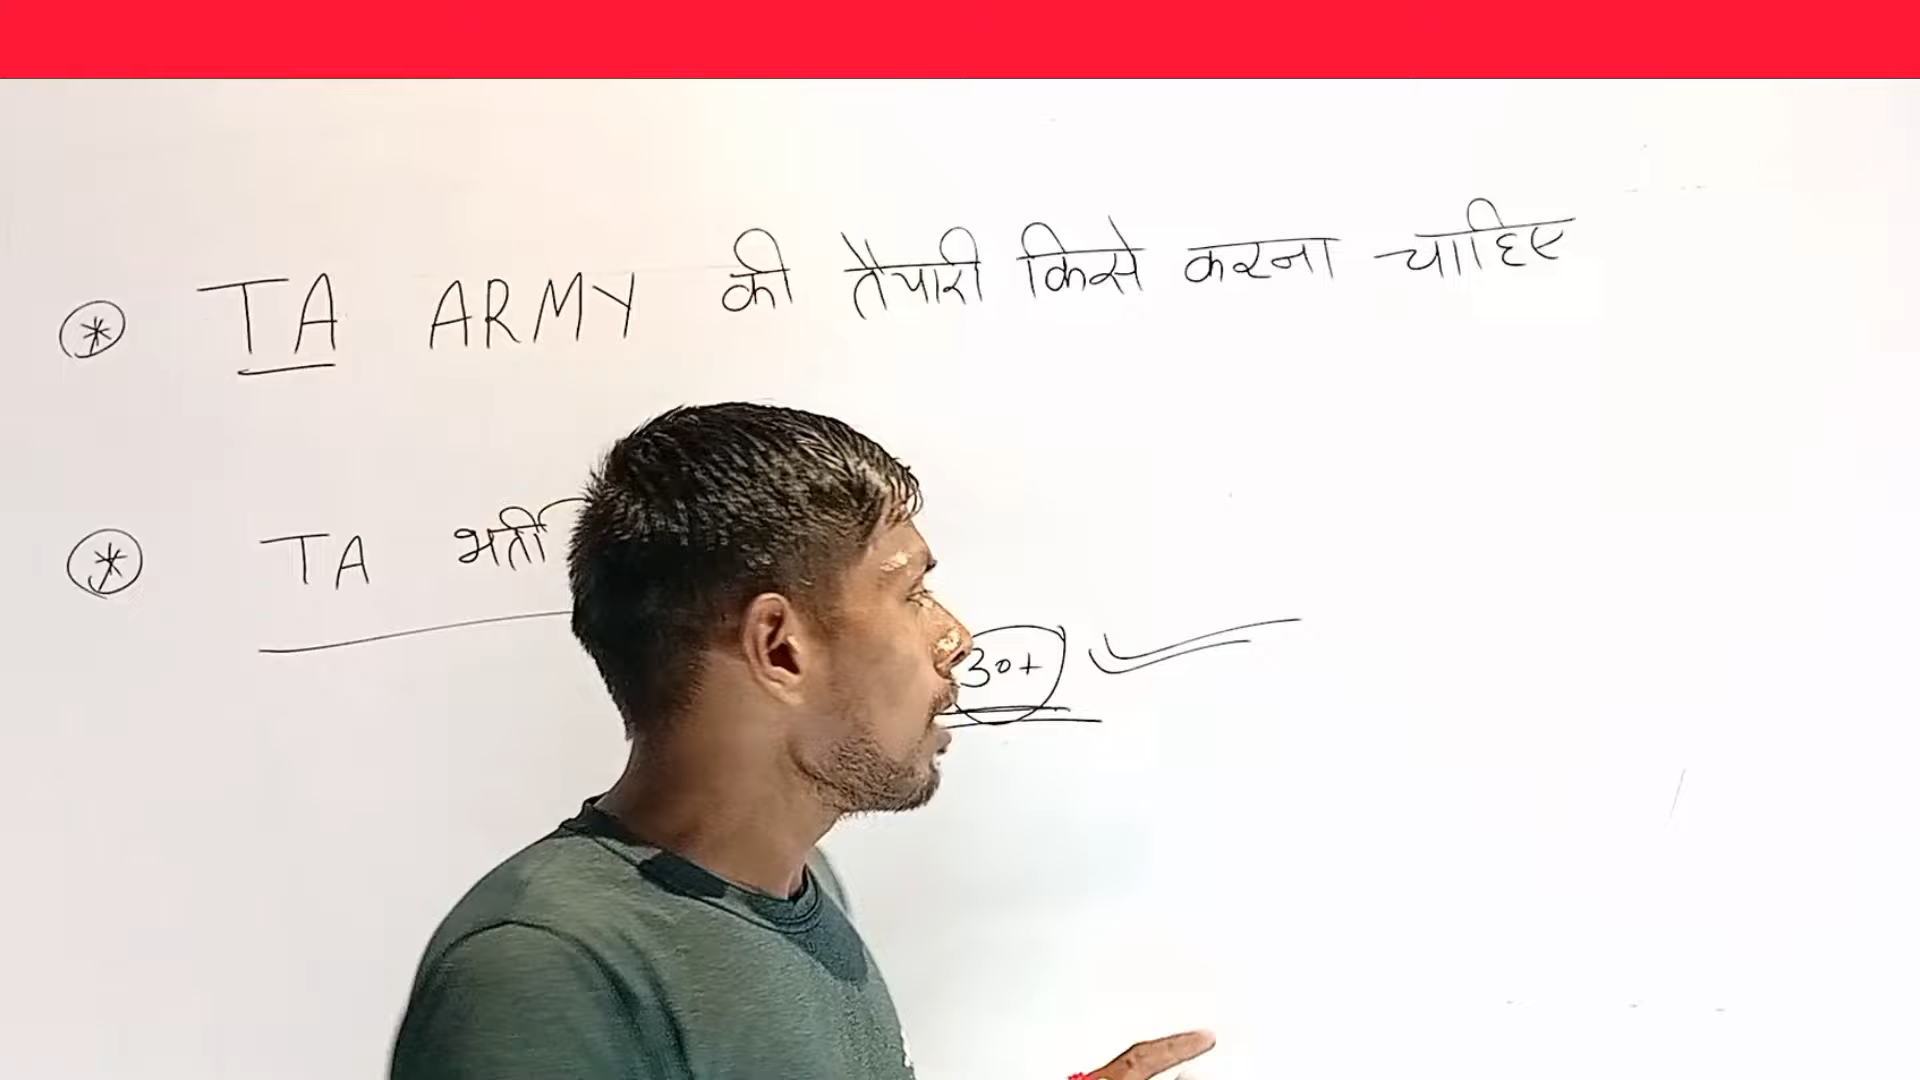 * TA ARMY की तैयारी किसे करना चाहिए
* TA भर्ती
30+